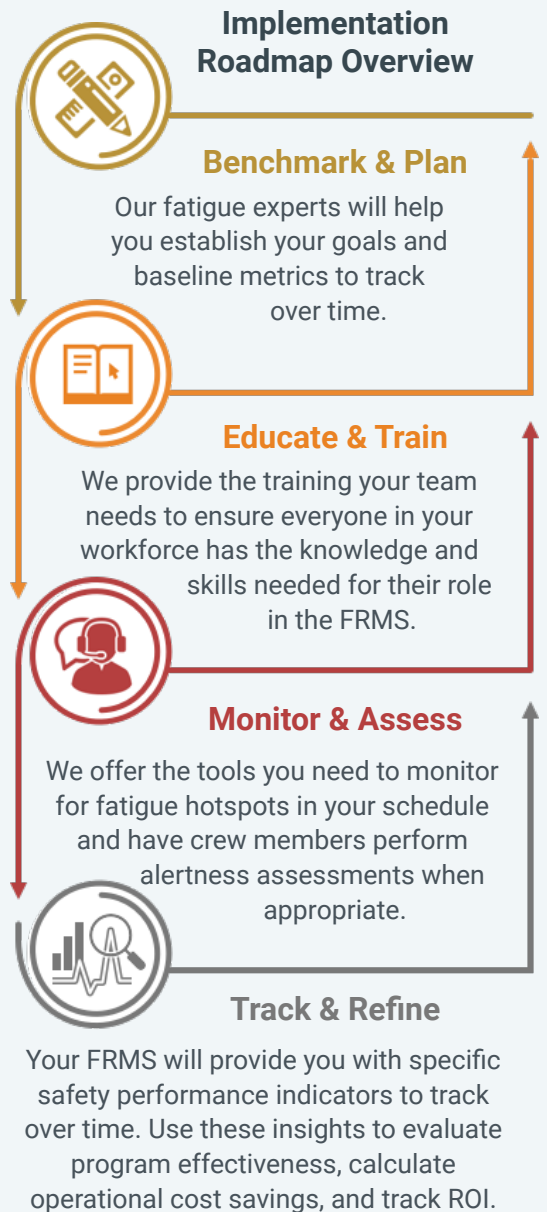 Implementation
Roadmap Overview
Benchmark & Plan
Our fatigue experts will help
you establish your goals and
baseline metrics to track
over time.
Educate & Train
We provide the training your team
needs to ensure everyone in your
workforce has the knowledge and
skills needed for their role
in the FRMS.
Monitor & Assess
We offer the tools you need to monitor
for fatigue hotspots in your schedule
and have crew members perform
alertness assessments when
appropriate.
Track & Refine
Your FRMS will provide you with specific
safety performance indicators to track
over time. Use these insights to evaluate
program effectiveness, calculate
operational cost savings, and track ROI.